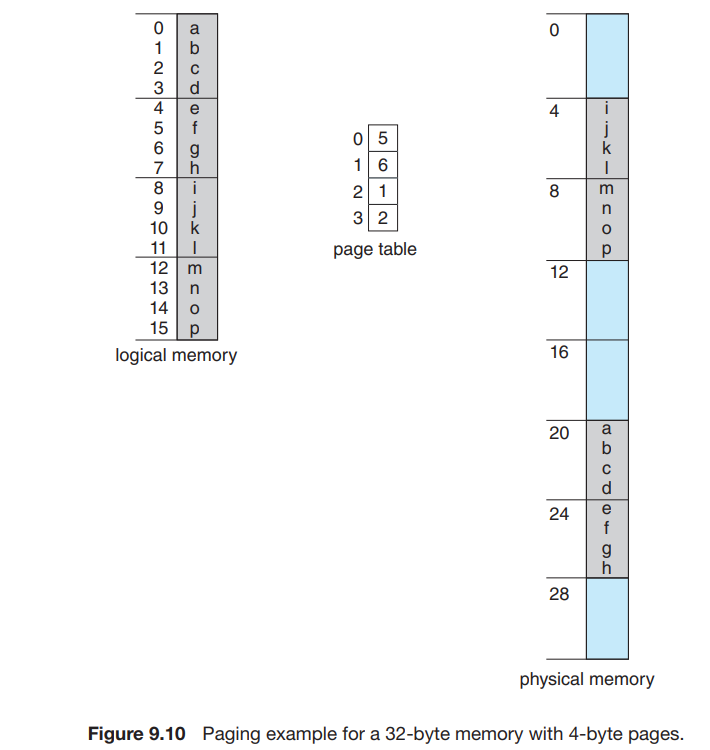 0 a
1 b
2 c
3 d
4 e
5 f
6 g
7 h
8 i
9 j
10 k
11 l
12 m
13 n
14 o
15 p
logical memory
0 5
1 6
2 1
3 2
page table
0
4 i
j
k
l
8 m
n
o
p
12
16
20 a
b
c
d
24 e
f
g
h
28
physical memory
Figure 9.10 Paging example for a 32-byte memory with 4-byte pages.